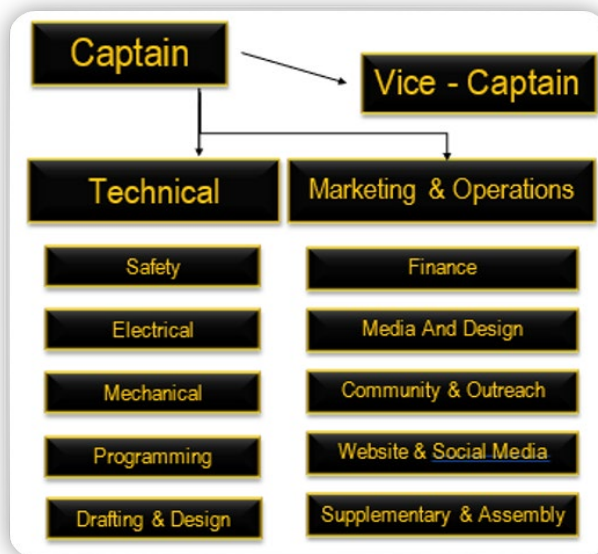 Captain
Vice - Captain
Technical
Marketing & Operations
Safety
Finance
Electrical
Media And Design
Mechanical
Community & Outreach
Programming
Website & Social Media
Drafting & Design
Supplementary & Assembly